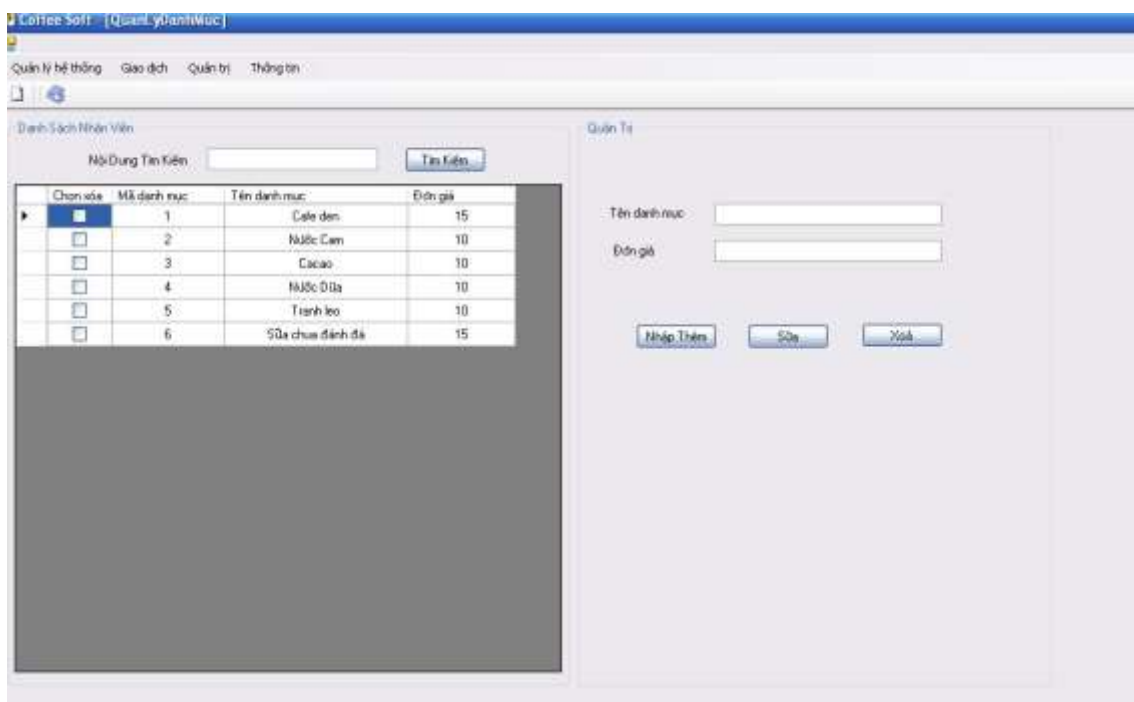 Coffee Soft - [QuanLyDanhMuc]
Quản lý hệ thống Giao dịch Quản trị Thông tin
Danh Sách Nhân Viên
Nội Dung Tìm Kiếm Tìm Kiếm
Chọn xóa Mã danh mục Tên danh mục Đơn giá
1 Cafe den 15
2 Nước Cam 10
3 Cacao 10
4 Nước Dừa 10
5 Tranh leo 10
6 Sữa chua đánh đá 15
Quản Trị
Tên danh mục
Đơn giá
Nhập Thêm Sửa Xoá